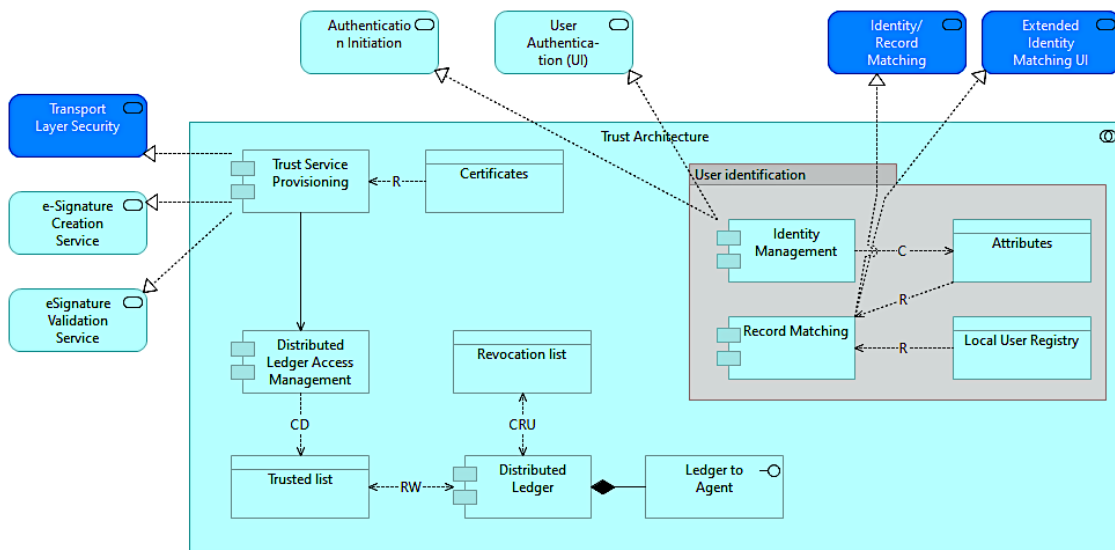 Authenticatio
n Initiation
User
Authentica-
tion (UI)
Identity/
Record
Matching
Extended
Identity
Matching UI
Transport
Layer Security
Trust Architecture
Trust Service
Provisioning
R
Certificates
User identification
e-Signature
Creation
Service
Identity
Management
C
Attributes
R
eSignature
Validation
Service
Distributed
Ledger Access
Management
Revocation list
Record Matching
R
Local User Registry
CD
CRU
Trusted list
RW
Distributed
Ledger
Ledger to
Agent